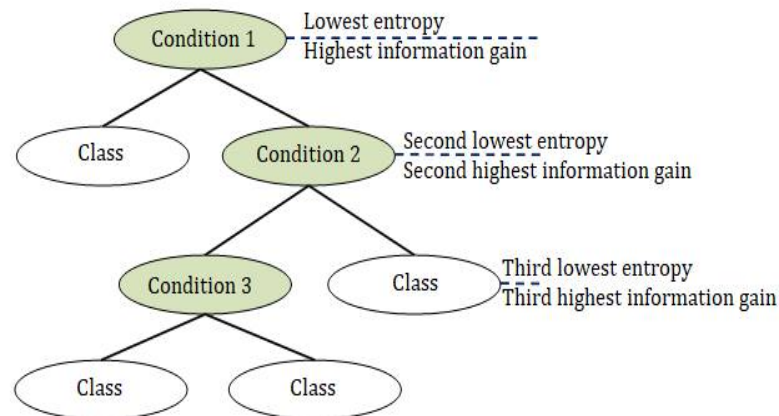 Condition 1
Lowest entropy
Highest information gain
Class
Condition 2
Second lowest entropy
Second highest information gain
Condition 3
Class
Third lowest entropy
Third highest information gain
Class
Class